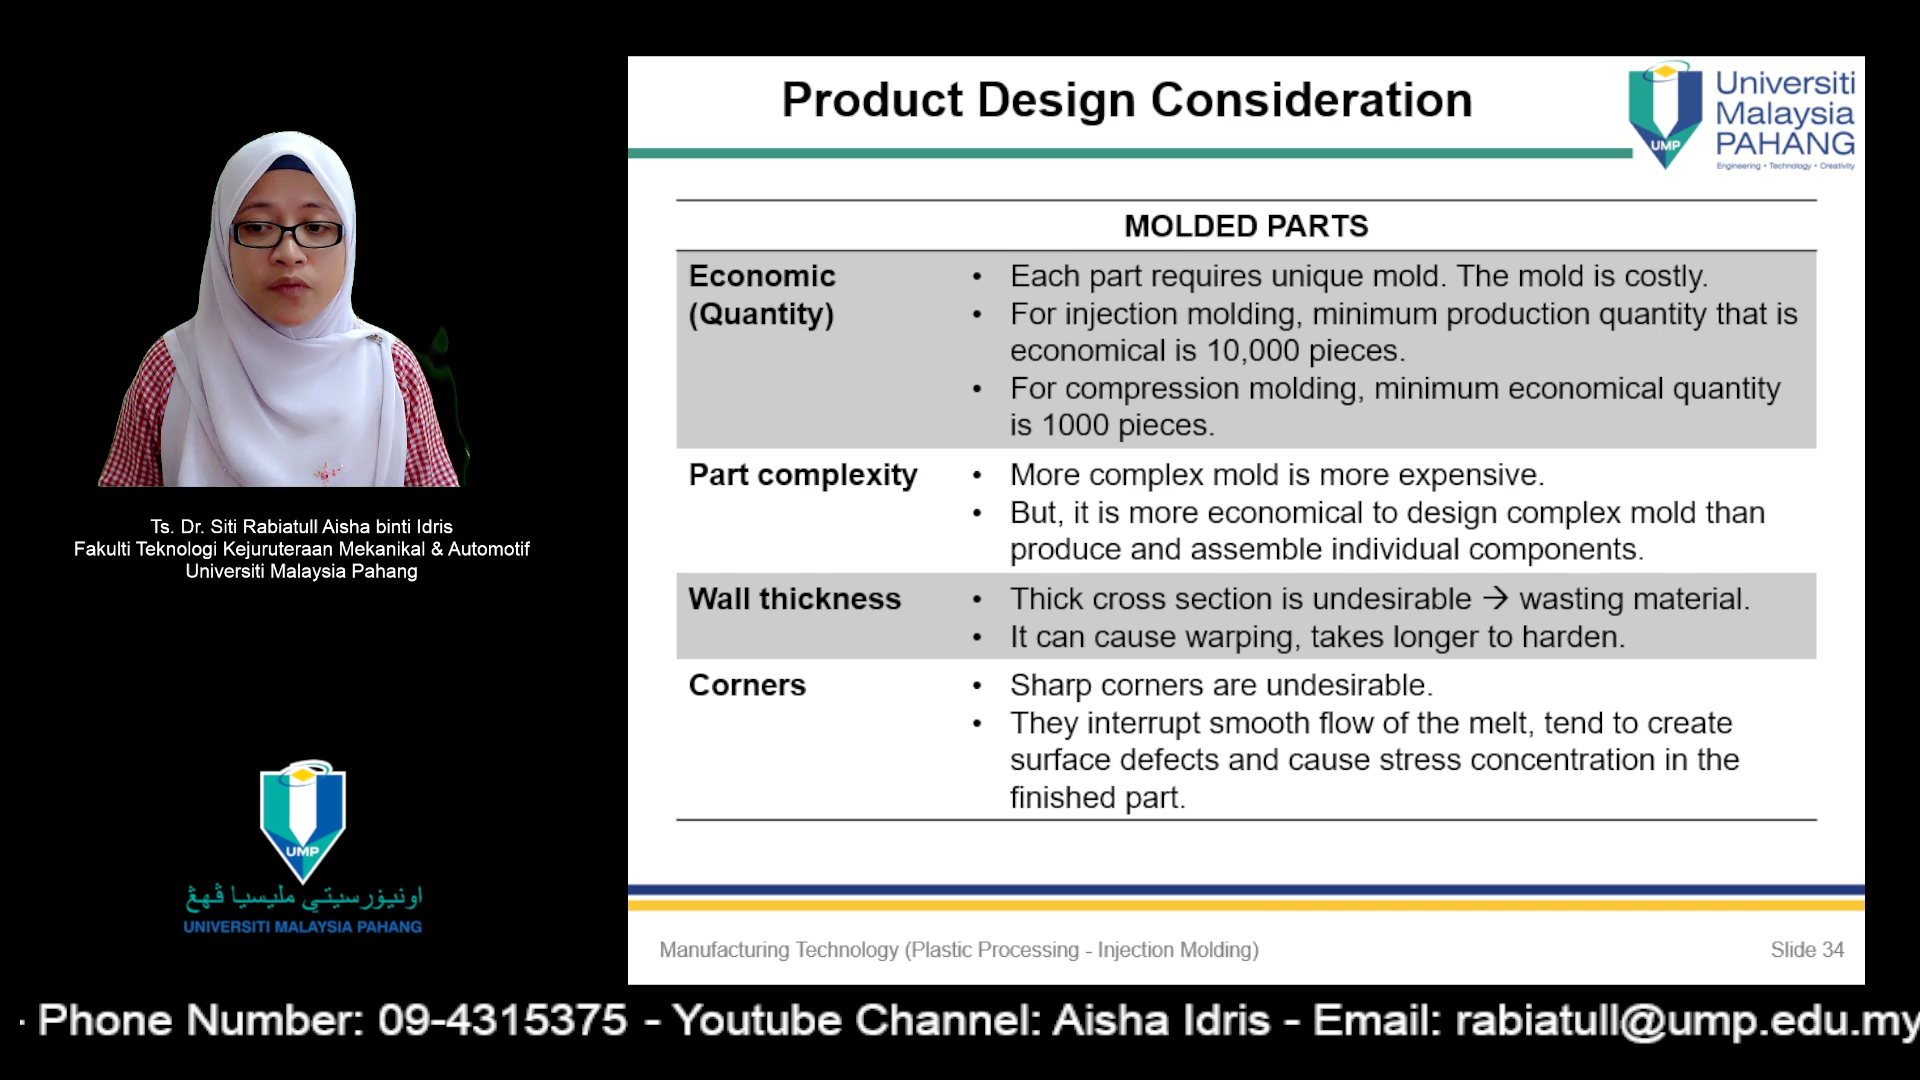 Product Design Consideration
Universiti
Malaysia
PAHANG
Engineering • Technology • Creativity
UMP
MOLDED PARTS
Economic
(Quantity)
• Each part requires unique mold. The mold is costly.
• For injection molding, minimum production quantity that is
economical is 10,000 pieces.
• For compression molding, minimum economical quantity
is 1000 pieces.
Part complexity
• More complex mold is more expensive.
• But, it is more economical to design complex mold than
produce and assemble individual components.
Wall thickness
• Thick cross section is undesirable → wasting material.
• It can cause warping, takes longer to harden.
Corners
• Sharp corners are undesirable.
• They interrupt smooth flow of the melt, tend to create
surface defects and cause stress concentration in the
finished part.
Manufacturing Technology (Plastic Processing - Injection Molding)
Slide 34
Ts. Dr. Siti Rabiatull Aisha binti Idris
Fakulti Teknologi Kejuruteraan Mekanikal & Automotif
Universiti Malaysia Pahang
UMP
اونيۏرسيتي مليسيا ڤهڠ
UNIVERSITI MALAYSIA PAHANG
· Phone Number: 09-4315375 - Youtube Channel: Aisha Idris - Email: rabiatull@ump.edu.my